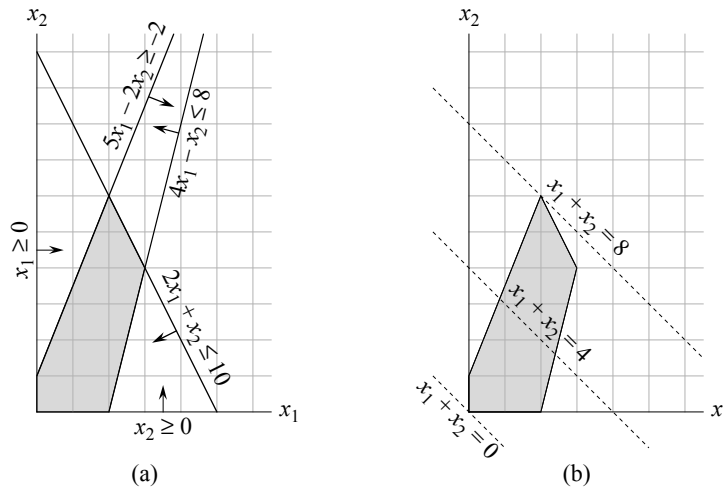 x₂
5x₁ − 2x₂ ≥ −2
4x₁ − x₂ ≤ 8
x₁ ≥ 0
2x₁ + x₂ ≤ 10
x₂ ≥ 0
x₁
(a)
x₂
x₁ + x₂ = 8
x₁ + x₂ = 4
x₁ + x₂ = 0
x
(b)